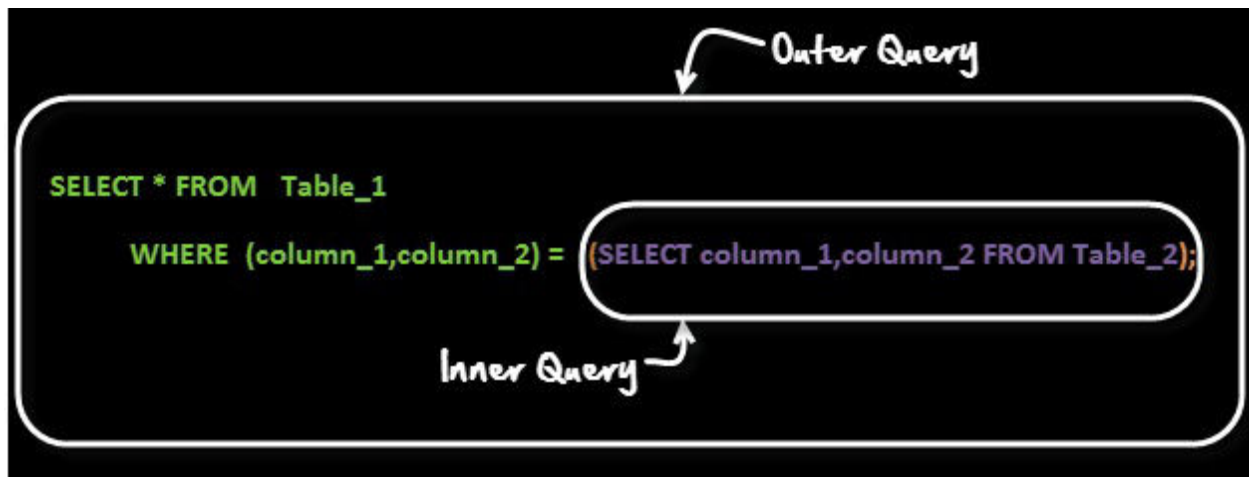 Outer Query
SELECT * FROM Table_1
WHERE (column_1,column_2) = (SELECT column_1,column_2 FROM Table_2);
Inner Query